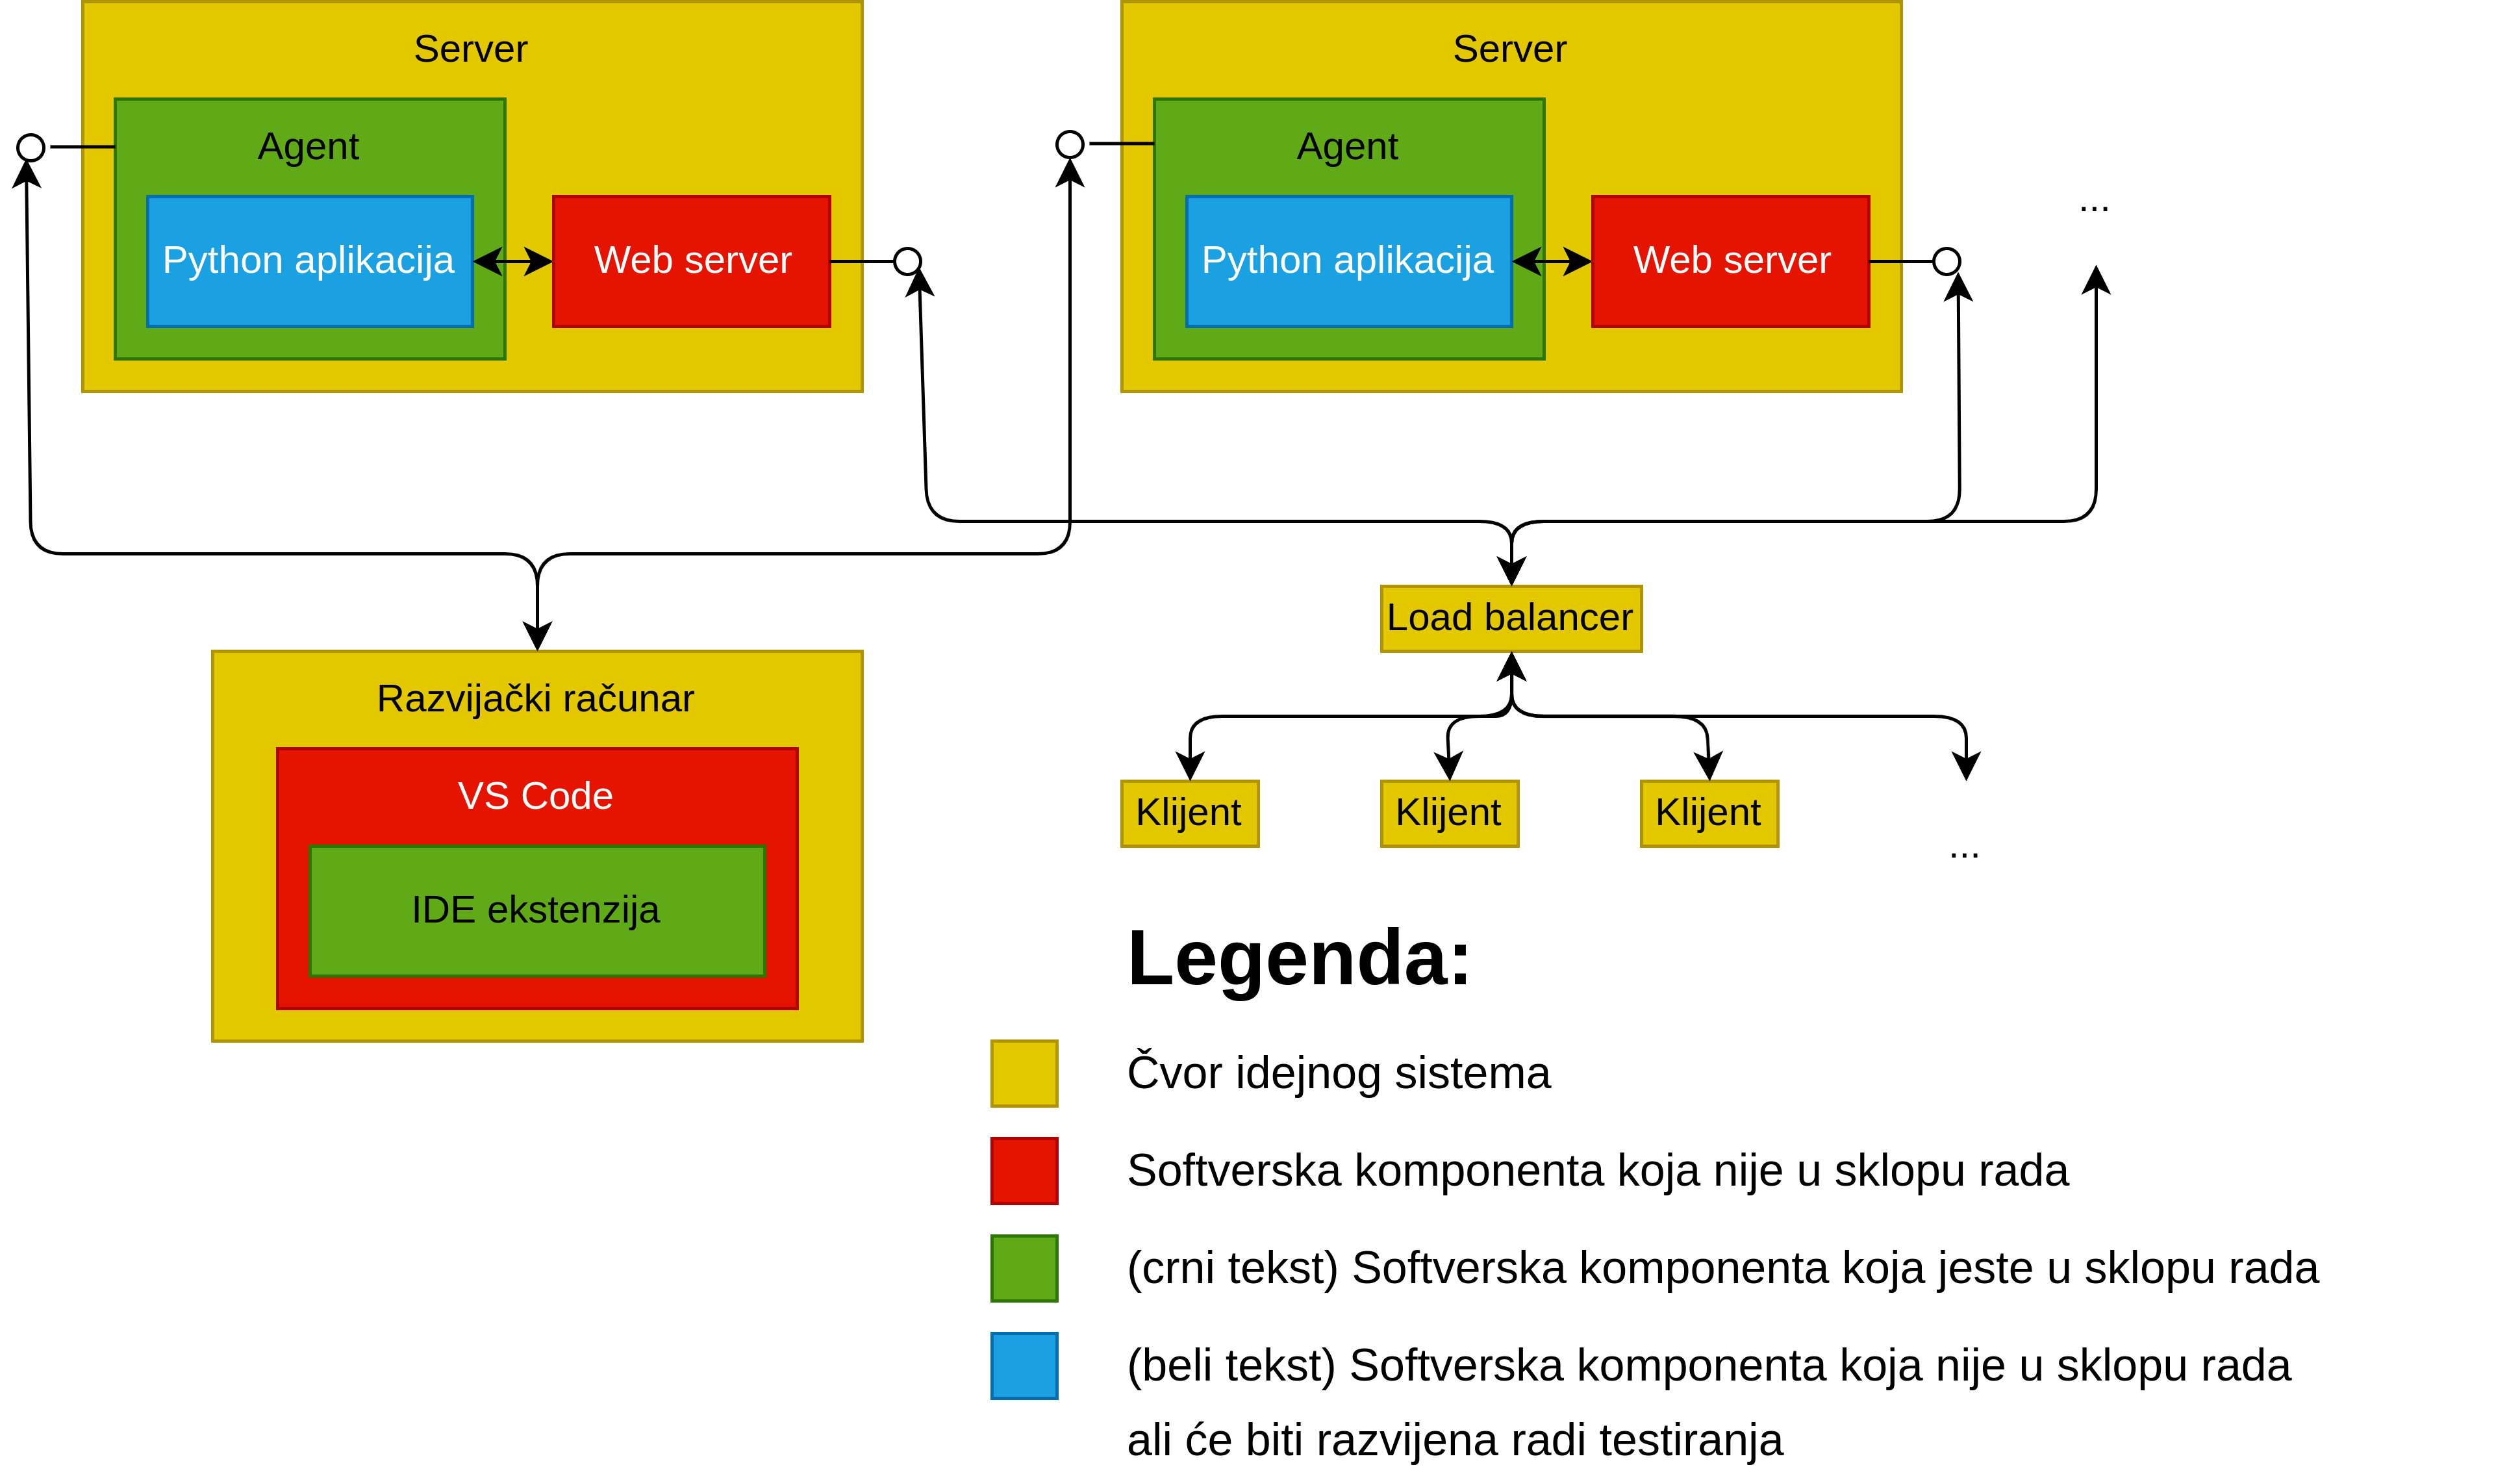 Server
Agent
Python aplikacija
Web server
Server
Agent
Python aplikacija
Web server
...
Load balancer
Klijent
Klijent
Klijent
...
Razvijački računar
VS Code
IDE ekstenzija
Legenda:
Čvor idejnog sistema
Softverska komponenta koja nije u sklopu rada
(crni tekst) Softverska komponenta koja jeste u sklopu rada
(beli tekst) Softverska komponenta koja nije u sklopu rada
ali će biti razvijena radi testiranja